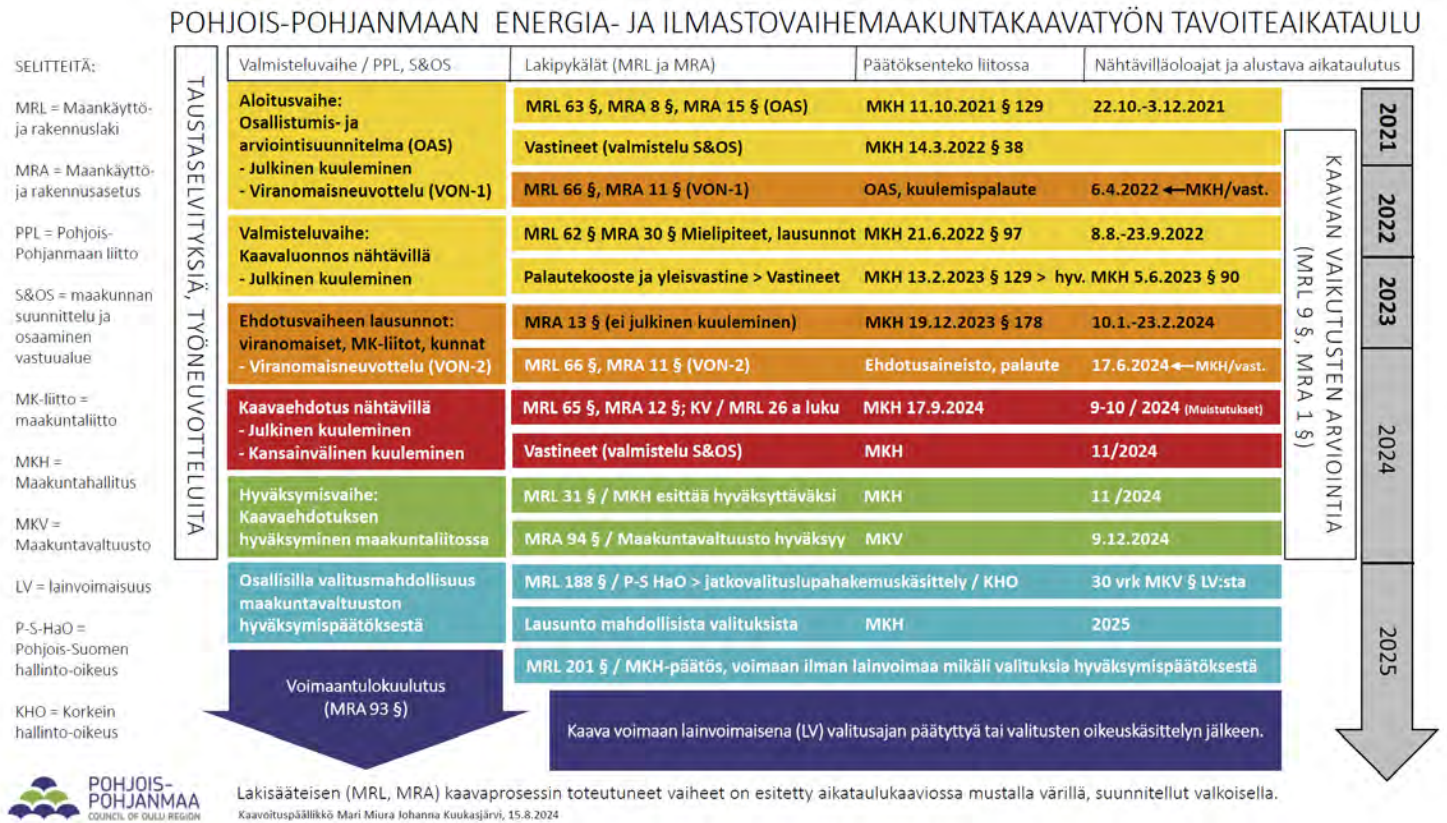 POHJOIS-POHJANMAAN ENERGIA- JA ILMASTOVAIHEMAAKUNTAKAAVATYÖN TAVOITEAIKATAULU
SELITTEITÄ:
MRL = Maankäyttö-
ja rakennuslaki
MRA = Maankäyttö-
ja rakennusasetus
PPL = Pohjois-
Pohjanmaan liitto
S&OS = maakunnan
suunnittelu ja
osaaminen
vastuualue
MK-liitto =
maakuntaliitto
MKH =
Maakuntahallitus
MKV =
Maakuntavaltuusto
LV = lainvoimaisuus
P-S-HaO =
Pohjois-Suomen
hallinto-oikeus
KHO = Korkein
hallinto-oikeus
TAUSTASELVITYKSIÄ, TYÖNEUVOTTELUITA
Valmisteluvaihe / PPL, S&OS
Lakipykälät (MRL ja MRA)
Päätöksenteko liitossa
Nähtävilläoloajat ja alustava aikataulutus
Aloitusvaihe:
Osallistumis- ja
arviointisuunnitelma (OAS)
- Julkinen kuuleminen
- Viranomaisneuvottelu (VON-1)
MRL 63 §, MRA 8 §, MRA 15 § (OAS) MKH 11.10.2021 § 129 22.10.-3.12.2021
Vastineet (valmistelu S&OS) MKH 14.3.2022 § 38
MRL 66 §, MRA 11 § (VON-1) OAS, kuulemispalaute 6.4.2022 ←MKH/vast.
Valmisteluvaihe:
Kaavaluonnos nähtävillä
- Julkinen kuuleminen
MRL 62 § MRA 30 § Mielipiteet, lausunnot MKH 21.6.2022 § 97 8.8.-23.9.2022
Palautekooste ja yleisvastine > Vastineet MKH 13.2.2023 § 129 > hyv. MKH 5.6.2023 § 90
Ehdotusvaiheen lausunnot:
viranomaiset, MK-liitot, kunnat
- Viranomaisneuvottelu (VON-2)
MRA 13 § (ei julkinen kuuleminen) MKH 19.12.2023 § 178 10.1.-23.2.2024
MRL 66 §, MRA 11 § (VON-2) Ehdotusaineisto, palaute 17.6.2024←MKH/vast.
Kaavaehdotus nähtävillä
- Julkinen kuuleminen
- Kansainvälinen kuuleminen
MRL 65 §, MRA 12 §; KV / MRL 26 a luku MKH 17.9.2024 9-10 / 2024 (Muistutukset)
Vastineet (valmistelu S&OS) MKH 11/2024
Hyväksymisvaihe:
Kaavaehdotuksen
hyväksyminen maakuntaliitossa
MRL 31 § / MKH esittää hyväksyttäväksi MKH 11 /2024
MRA 94 § / Maakuntavaltuusto hyväksyy MKV 9.12.2024
Osallisilla valitusmahdollisuus
maakuntavaltuuston
hyväksymispäätöksestä
MRL 188 § / P-S HaO > jatkovalituslupahakemuskäsittely / KHO 30 vrk MKV § LV:sta
Lausunto mahdollisista valituksista MKH 2025
MRL 201 § / MKH-päätös, voimaan ilman lainvoimaa mikäli valituksia hyväksymispäätöksestä
Voimaantulokuulutus
(MRA 93 §)
Kaava voimaan lainvoimaisena (LV) valitusajan päätyttyä tai valitusten oikeuskäsittelyn jälkeen.
KAAVAN VAIKUTUSTEN ARVIOINTIA
(MRL 9 §, MRA 1 §)
2021
2022
2023
2024
2025
POHJOIS-
POHJANMAA
COUNCIL OF OULU REGION
Lakisääteisen (MRL, MRA) kaavaprosessin toteutuneet vaiheet on esitetty aikataulukaaviossa mustalla värillä, suunnitellut valkoisella.
Kaavoituspäällikkö Mari Miura Johanna Kuukasjärvi, 15.8.2024